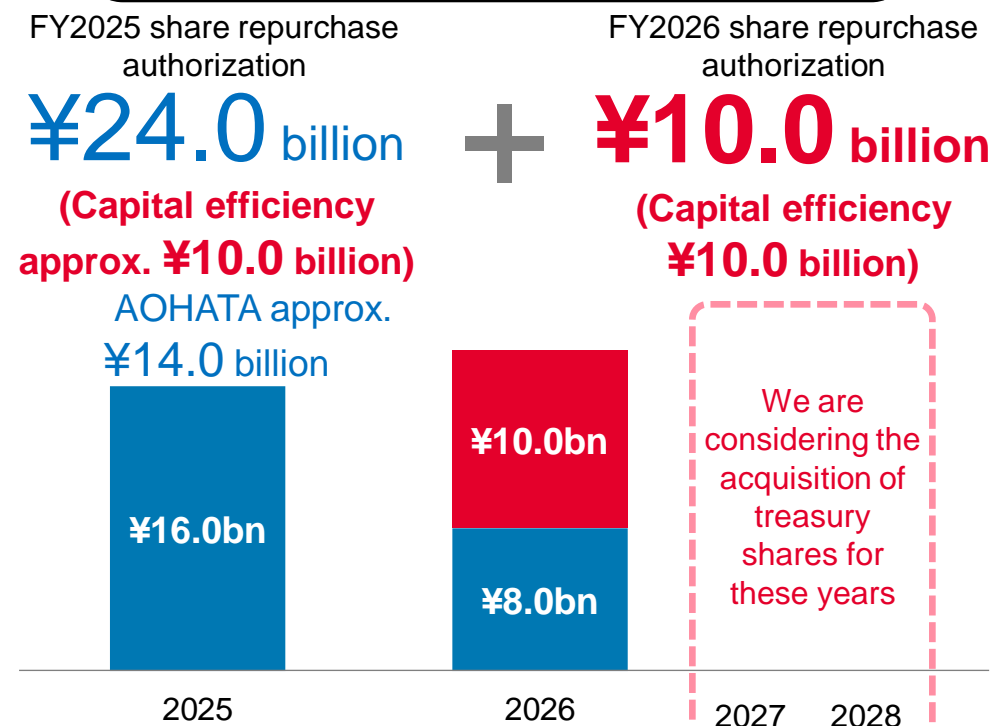 FY2025 share repurchase
authorization
¥24.0 billion
(Capital efficiency
approx. ¥10.0 billion)
AOHATA approx.
¥14.0 billion
+
FY2026 share repurchase
authorization
¥10.0 billion
(Capital efficiency
¥10.0 billion)
¥16.0bn
¥10.0bn
¥8.0bn
We are
considering the
acquisition of
treasury
shares for
these years
2025
2026
2027
2028